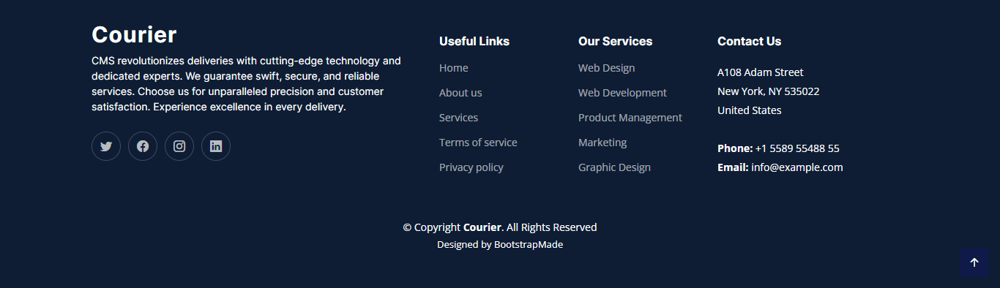 Courier
CMS revolutionizes deliveries with cutting-edge technology and
dedicated experts. We guarantee swift, secure, and reliable
services. Choose us for unparalleled precision and customer
satisfaction. Experience excellence in every delivery.
Useful Links
Home
About us
Services
Terms of service
Privacy policy
Our Services
Web Design
Web Development
Product Management
Marketing
Graphic Design
Contact Us
A108 Adam Street
New York, NY 535022
United States
Phone: +1 5589 55488 55
Email: info@example.com
© Copyright Courier. All Rights Reserved
Designed by BootstrapMade